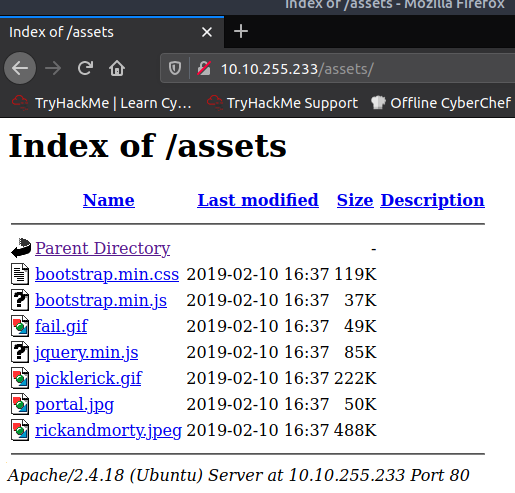 Index of /assets - Mozilla Firefox
Index of /assets
10.10.255.233/assets/
TryHackMe | Learn Cy… TryHackMe Support Offline CyberChef
Index of /assets
Name Last modified Size Description
Parent Directory -
bootstrap.min.css 2019-02-10 16:37 119K
bootstrap.min.js 2019-02-10 16:37 37K
fail.gif 2019-02-10 16:37 49K
jquery.min.js 2019-02-10 16:37 85K
picklerick.gif 2019-02-10 16:37 222K
portal.jpg 2019-02-10 16:37 50K
rickandmorty.jpeg 2019-02-10 16:37 488K
Apache/2.4.18 (Ubuntu) Server at 10.10.255.233 Port 80